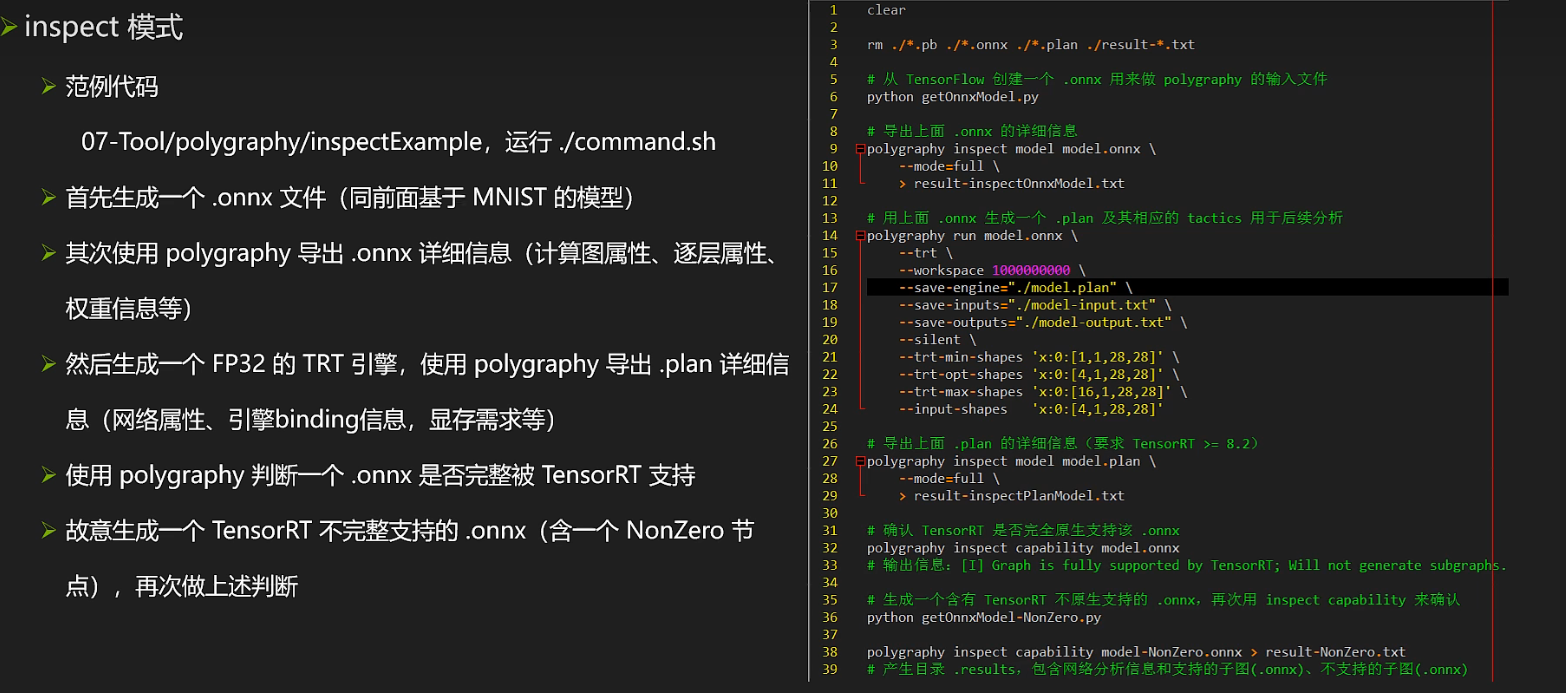 inspect 模式
范例代码
07-Tool/polygraphy/inspectExample，运行 ./command.sh
首先生成一个 .onnx 文件（同前面基于 MNIST 的模型）
其次使用 polygraphy 导出 .onnx 详细信息（计算图属性、逐层属性、
权重信息等）
然后生成一个 FP32 的 TRT 引擎，使用 polygraphy 导出 .plan 详细信
息（网络属性、引擎binding信息，显存需求等）
使用 polygraphy 判断一个 .onnx 是否完整被 TensorRT 支持
故意生成一个 TensorRT 不完整支持的 .onnx（含一个 NonZero 节
点），再次做上述判断
1 clear
2
3 rm ./*.pb ./*.onnx ./*.plan ./result-*.txt
4
5 # 从 TensorFlow 创建一个 .onnx 用来做 polygraphy 的输入文件
6 python getOnnxModel.py
7
8 # 导出上面 .onnx 的详细信息
9 polygraphy inspect model model.onnx \
10 --mode=full \
11 > result-inspectOnnxModel.txt
12
13 # 用上面 .onnx 生成一个 .plan 及其相应的 tactics 用于后续分析
14 polygraphy run model.onnx \
15 --trt \
16 --workspace 1000000000 \
17 --save-engine="./model.plan" \
18 --save-inputs="./model-input.txt" \
19 --save-outputs="./model-output.txt" \
20 --silent \
21 --trt-min-shapes 'x:0:[1,1,28,28]' \
22 --trt-opt-shapes 'x:0:[4,1,28,28]' \
23 --trt-max-shapes 'x:0:[16,1,28,28]' \
24 --input-shapes 'x:0:[4,1,28,28]'
25
26 # 导出上面 .plan 的详细信息（要求 TensorRT >= 8.2）
27 polygraphy inspect model model.plan \
28 --mode=full \
29 > result-inspectPlanModel.txt
30
31 # 确认 TensorRT 是否完全原生支持该 .onnx
32 polygraphy inspect capability model.onnx
33 # 输出信息：[I] Graph is fully supported by TensorRT; Will not generate subgraphs.
34
35 # 生成一个含有 TensorRT 不原生支持的 .onnx，再次用 inspect capability 来确认
36 python getOnnxModel-NonZero.py
37
38 polygraphy inspect capability model-NonZero.onnx > result-NonZero.txt
39 # 产生目录 .results，包含网络分析信息和支持的子图(.onnx)、不支持的子图(.onnx)